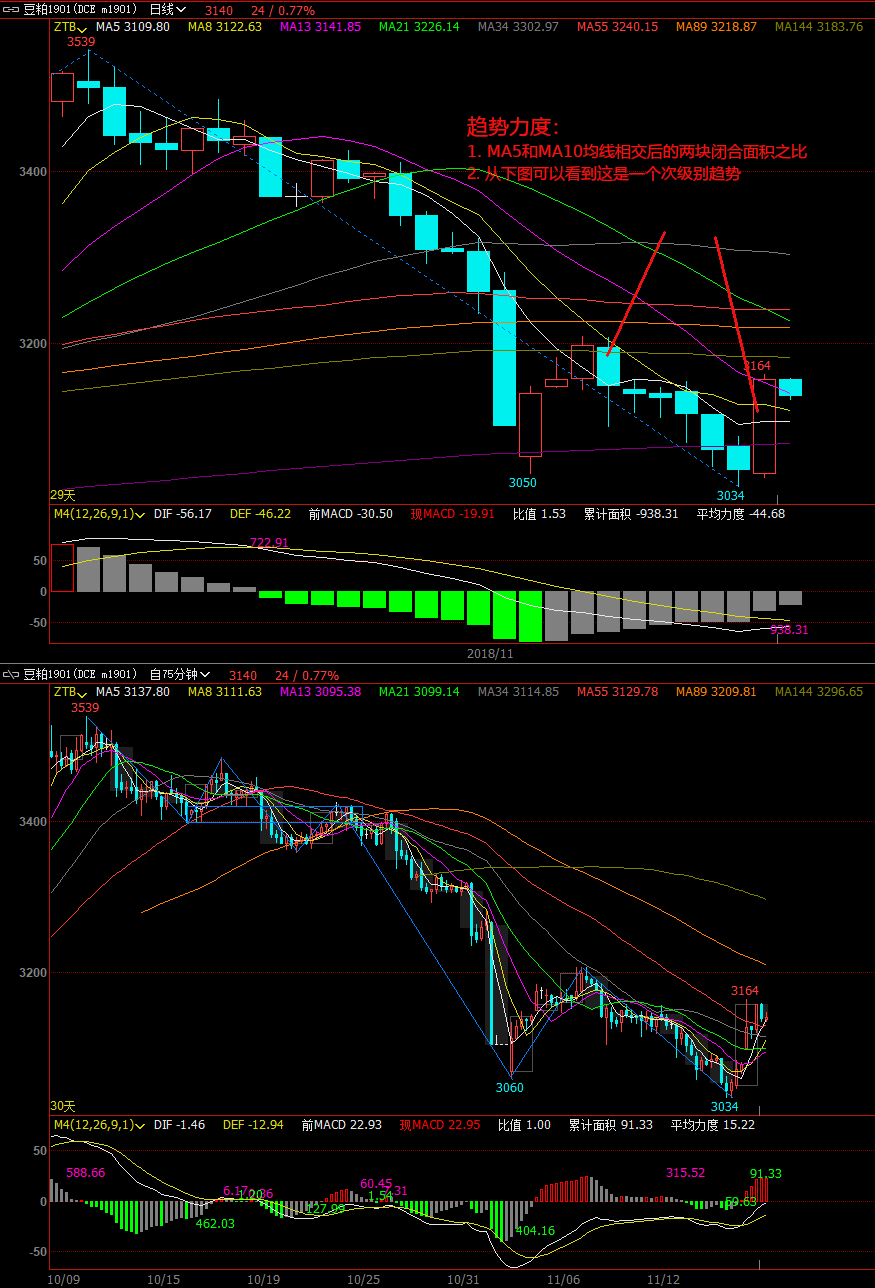 豆粕1901(DCE m1901) 日线 3140 24 / 0.77%
ZTB MA5 3109.80 MA8 3122.63 MA13 3141.85 MA21 3226.14 MA34 3302.97 MA55 3240.15 MA89 3218.87 MA144 3183.76
3539
趋势力度：
1. MA5和MA10均线相交后的两块闭合面积之比
3400
2. 从下图可以看到这是一个次级别趋势
3200
3164
3050
3034
29天
M4(12,26,9,1) DIF -56.17 DEF -46.22 前MACD -30.50 现MACD -19.91 比值 1.53 累计面积 -938.31 平均力度 -44.68
722.91
50
0
-50
938.31
2018/11
豆粕1901(DCE m1901) 自75分钟 3140 24 / 0.77%
ZTB MA5 3137.80 MA8 3111.63 MA13 3095.38 MA21 3099.14 MA34 3114.85 MA55 3129.78 MA89 3209.81 MA144 3296.65
3539
3400
3200
3164
3060
3034
30天
M4(12,26,9,1) DIF -1.46 DEF -12.94 前MACD 22.93 现MACD 22.95 比值 1.00 累计面积 91.33 平均力度 15.22
50
588.66
60.45
315.52
91.33
1.54
0
59.63
462.03
404.16
-50
10/09 10/15 10/19 10/25 10/31 11/06 11/12